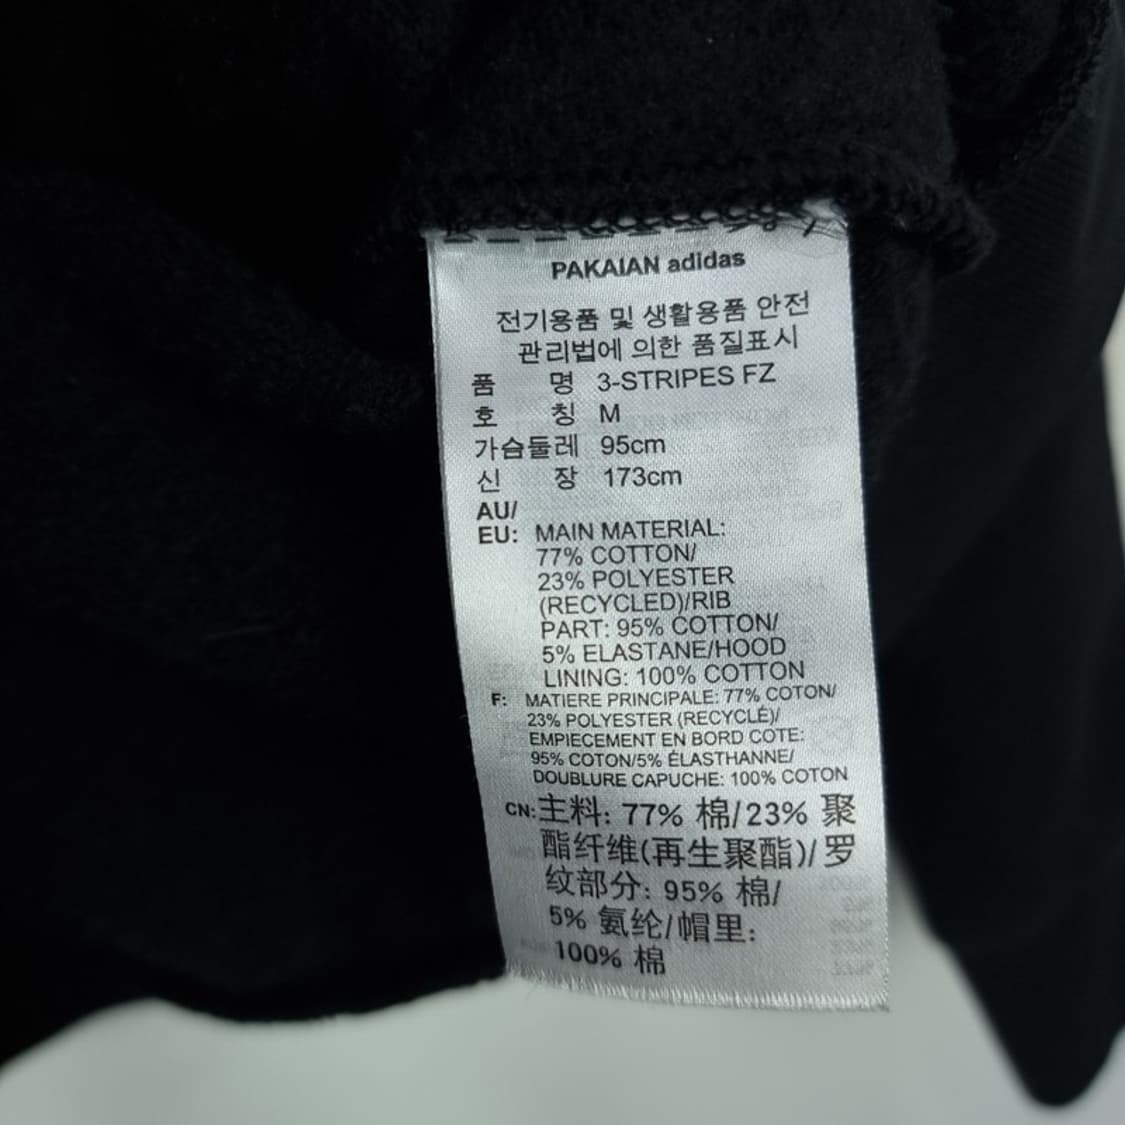 PAKAIAN adidas
전기용품 및 생활용품 안전
관리법에 의한 품질표시
품 명 3-STRIPES FZ
호 칭 M
가슴둘레 95cm
신 장 173cm
AU/
EU: MAIN MATERIAL:
77% COTTON/
23% POLYESTER
(RECYCLED)/RIB
PART: 95% COTTON/
5% ELASTANE/HOOD
LINING: 100% COTTON
F: MATIERE PRINCIPALE: 77% COTON/
23% POLYESTER (RECYCLÉ)/
EMPIECEMENT EN BORD COTE:
95% COTON/5% ÉLASTHANNE/
DOUBLURE CAPUCHE: 100% COTON
CN: 主料: 77% 棉/23% 聚
酯纤维(再生聚酯)/罗
纹部分: 95% 棉/
5% 氨纶/帽里:
100% 棉